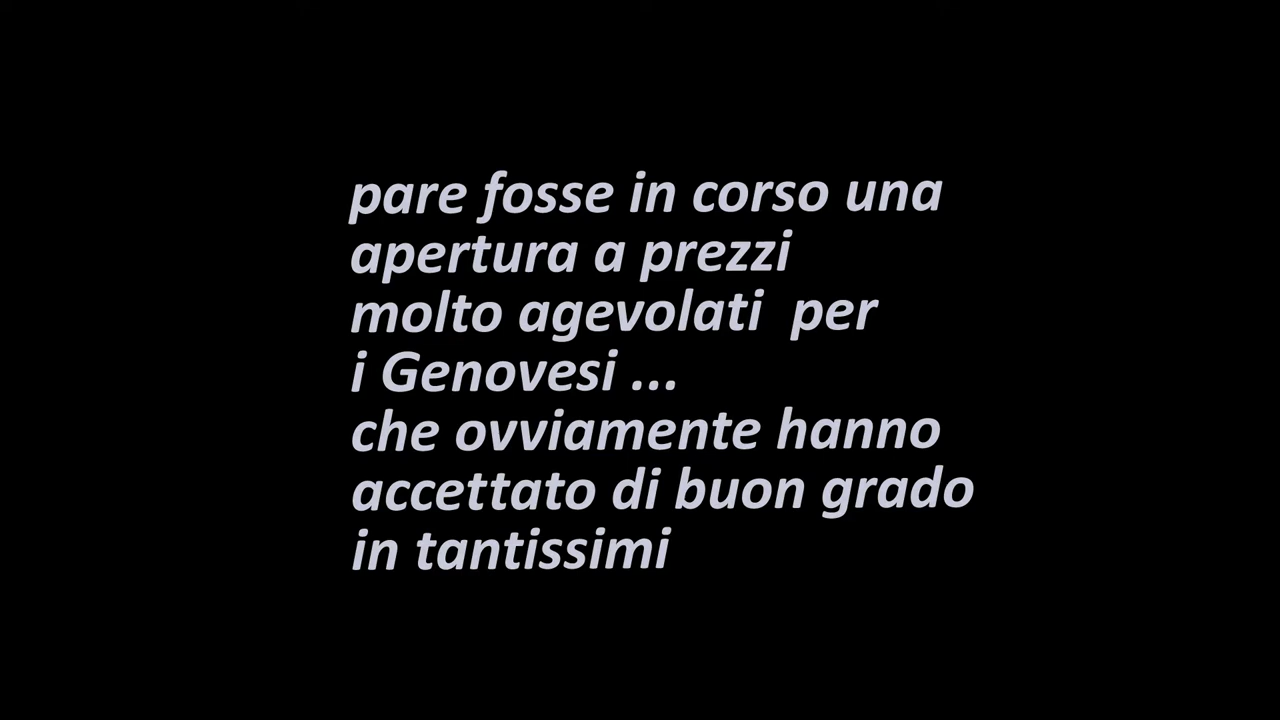 pare fosse in corso una
apertura a prezzi
molto agevolati  per
i Genovesi ...
che ovviamente hanno
accettato di buon grado
in tantissimi